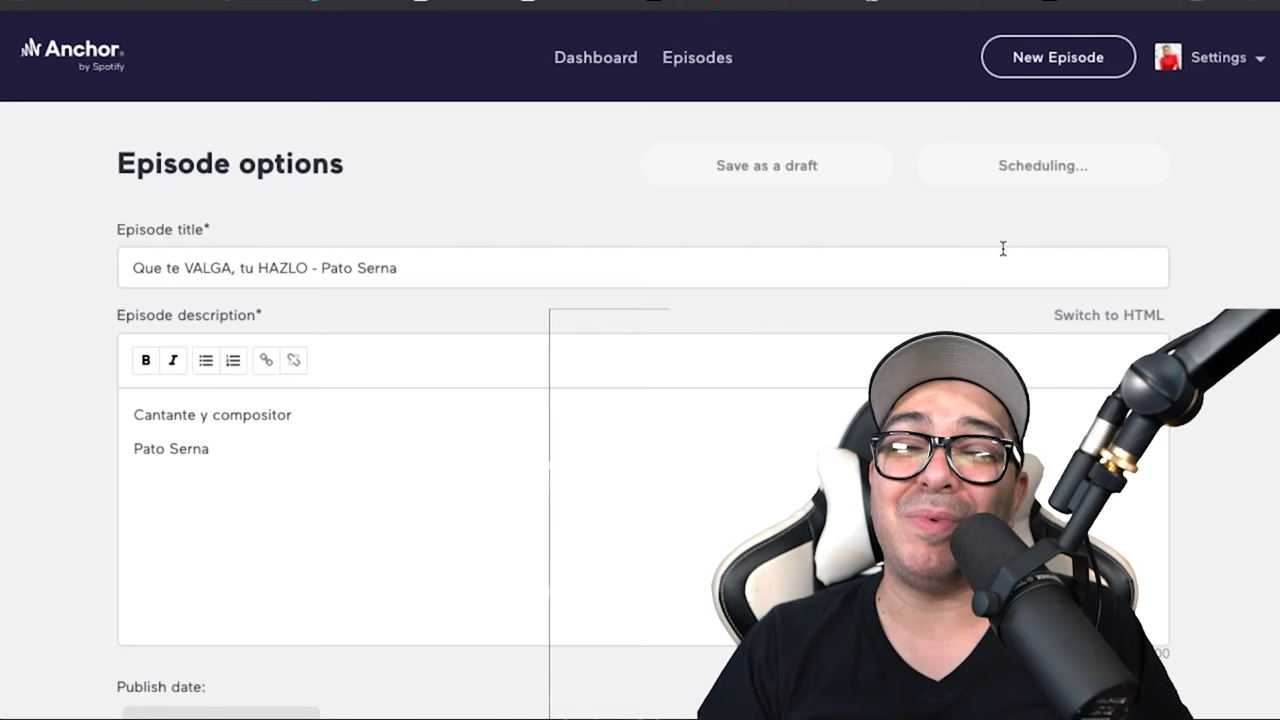 Anchor
by Spotify
Dashboard
Episodes
New Episode
Settings
Episode options
Save as a draft
Scheduling...
Episode title*
Que te VALGA, tu HAZLO - Pato Serna
Episode description*
Switch to HTML
B I
Cantante y compositor
Pato Serna
Publish date: